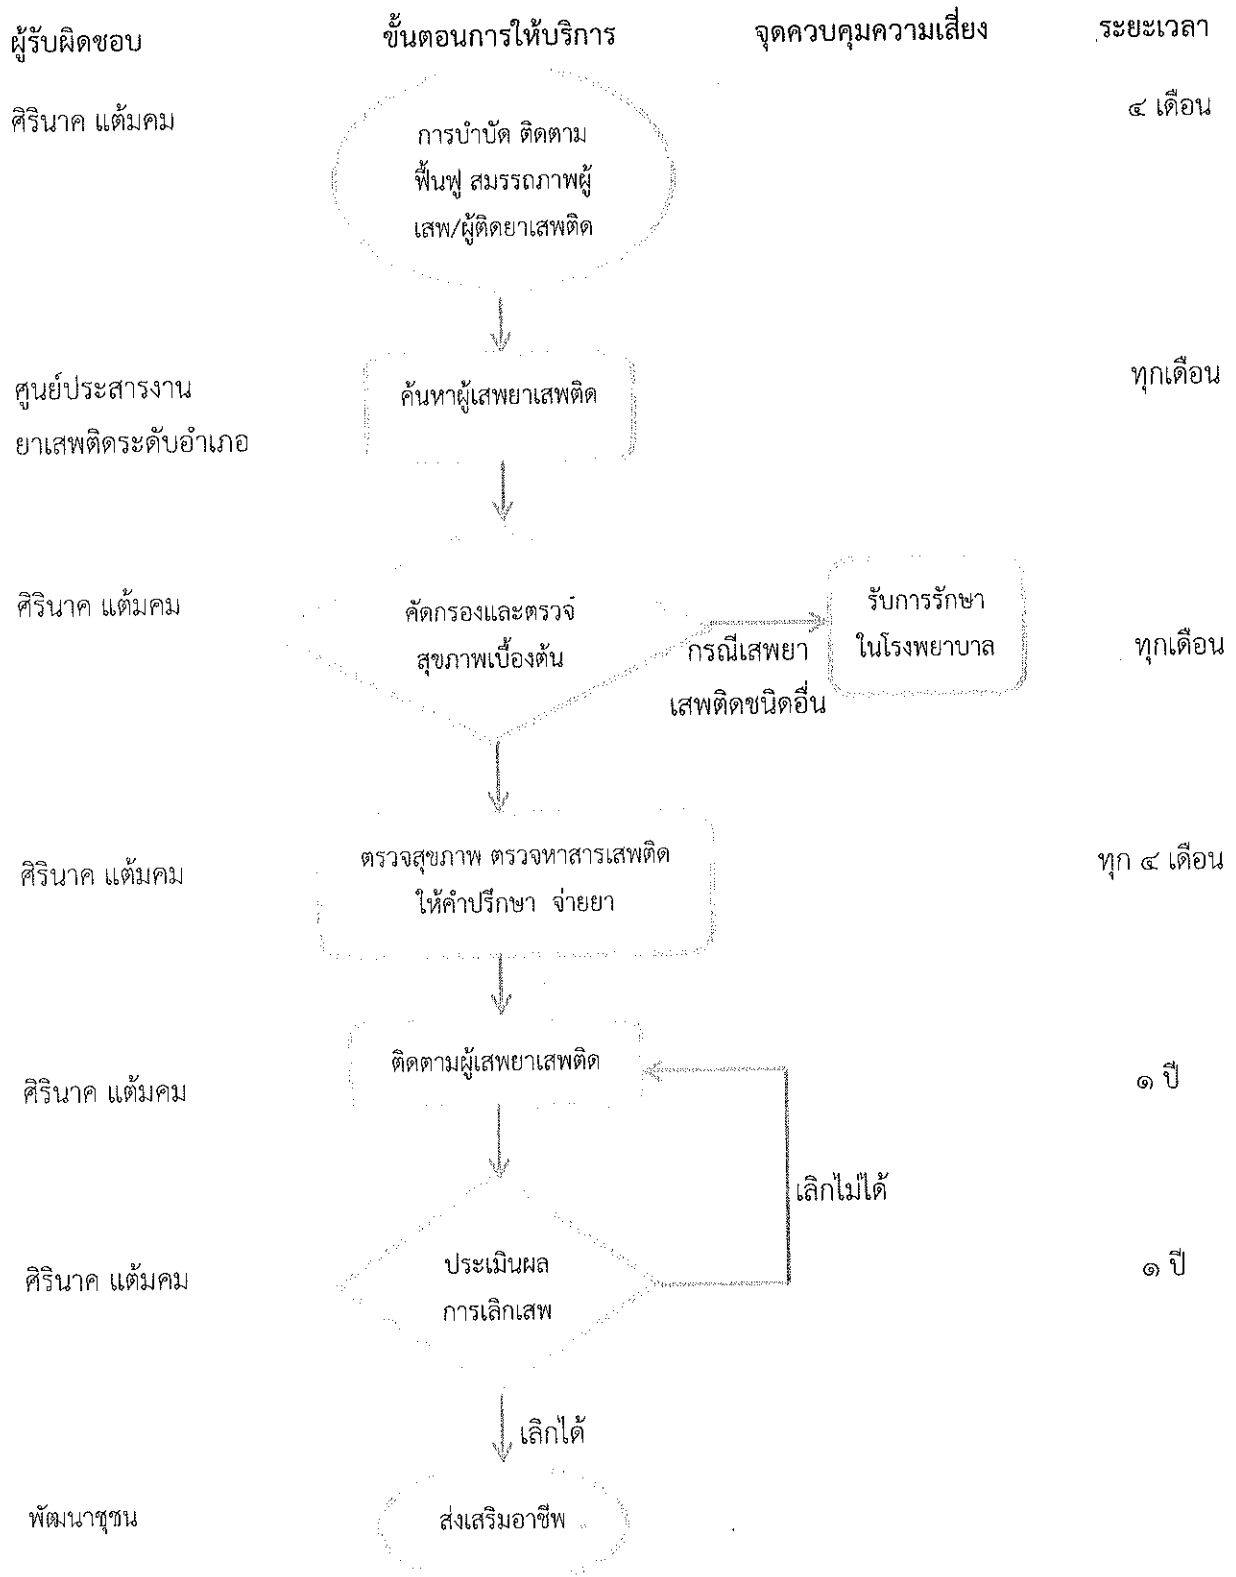 ผู้รับผิดชอบ ขั้นตอนการให้บริการ จุดควบคุมความเสี่ยง ระยะเวลา
ศิรินาค แต้มคม
การบำบัด ติดตาม
ฟื้นฟู สมรรถภาพผู้
เสพ/ผู้ติดยาเสพติด
๔ เดือน
ศูนย์ประสารงาน
ยาเสพติดระดับอำเภอ
ค้นหาผู้เสพยาเสพติด
ทุกเดือน
ศิรินาค แต้มคม
คัดกรองและตรวจ
สุขภาพเบื้องต้น
กรณีเสพยา
เสพติดชนิดอื่น
รับการรักษา
ในโรงพยาบาล
ทุกเดือน
ศิรินาค แต้มคม
ตรวจสุขภาพ ตรวจหาสารเสพติด
ให้คำปรึกษา จ่ายยา
ทุก ๔ เดือน
ศิรินาค แต้มคม
ติดตามผู้เสพยาเสพติด
๑ ปี
เลิกไม่ได้
ศิรินาค แต้มคม
ประเมินผล
การเลิกเสพ
๑ ปี
เลิกได้
พัฒนาชุชน
ส่งเสริมอาชีพ